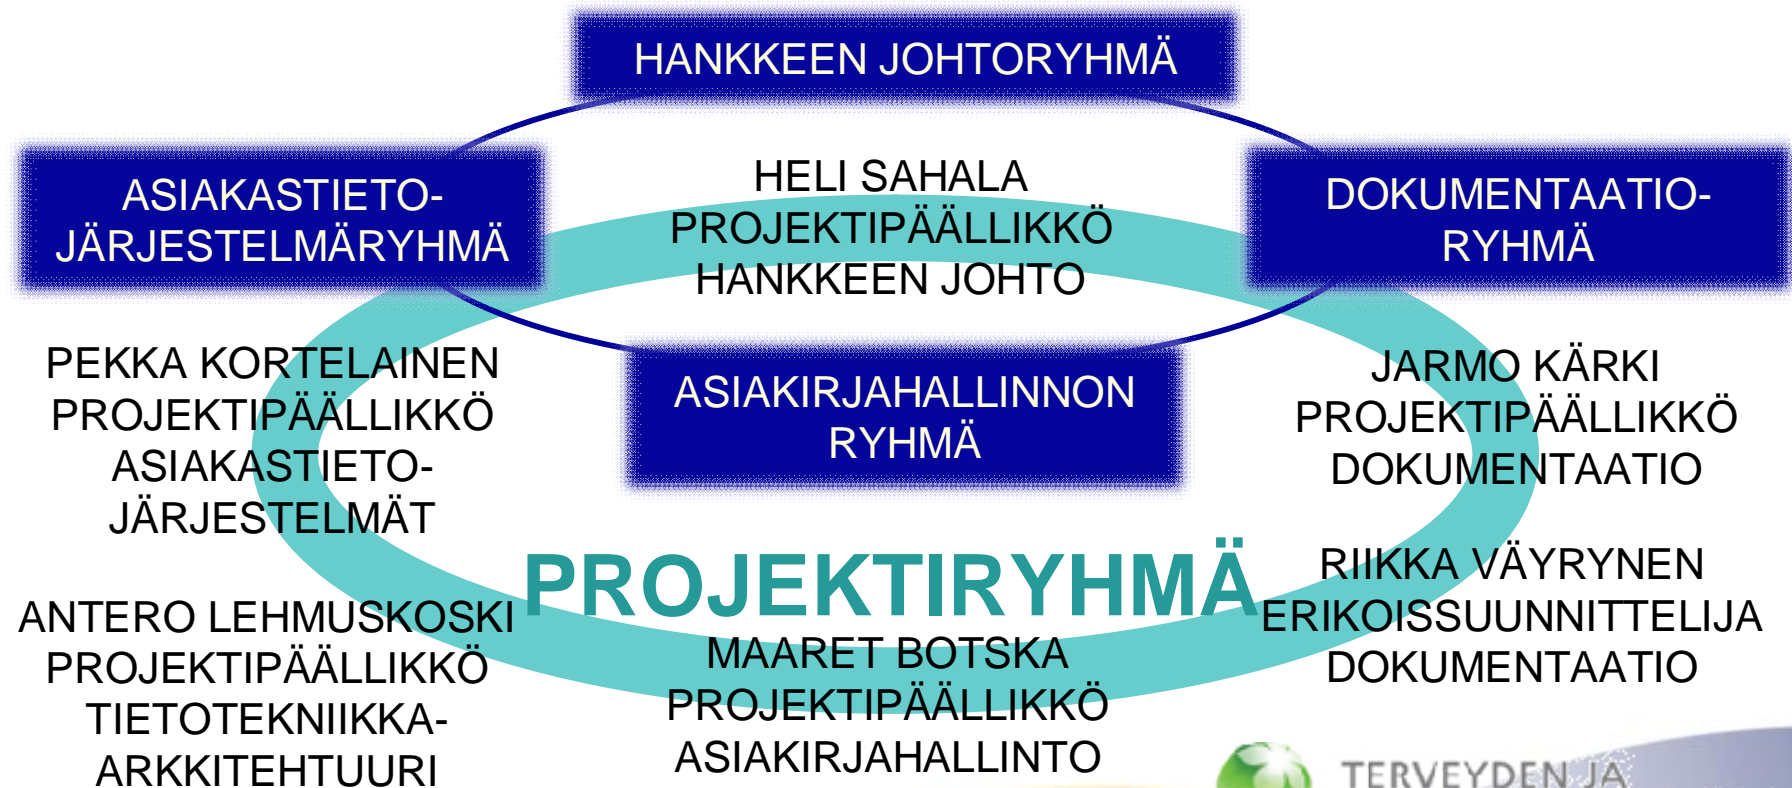 HANKKEEN JOHTORYHMÄ
ASIAKASTIETO-
JÄRJESTELMÄRYHMÄ
HELI SAHALA
PROJEKTIPÄÄLLIKKÖ
HANKKEEN JOHTO
DOKUMENTAATIO-
RYHMÄ
PEKKA KORTELAINEN
PROJEKTIPÄÄLLIKKÖ
ASIAKASTIETO-
JÄRJESTELMÄT
ASIAKIRJAHALLINNON
RYHMÄ
JARMO KÄRKI
PROJEKTIPÄÄLLIKKÖ
DOKUMENTAATIO
PROJEKTIRYHMÄ
ANTERO LEHMUSKOSKI
PROJEKTIPÄÄLLIKKÖ
TIETOTEKNIIKKA-
ARKKITEHTUURI
MAARET BOTSKA
PROJEKTIPÄÄLLIKKÖ
ASIAKIRJAHALLINTO
RIIKKA VÄYRYNEN
ERIKOISSUUNNITTELIJA
DOKUMENTAATIO
TERVEYDEN JA